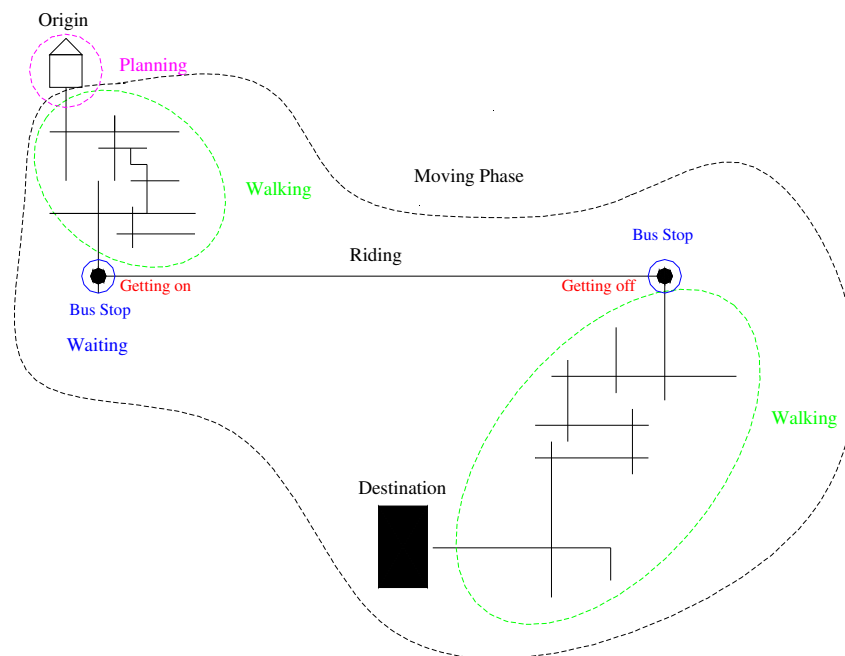 Origin
Planning
Walking
Moving Phase
Bus Stop
Riding
Getting on
Getting off
Bus Stop
Waiting
Walking
Destination